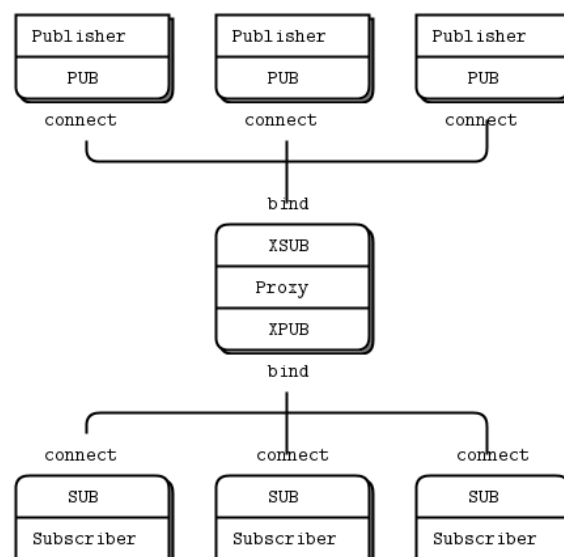 Publisher Publisher Publisher
PUB PUB PUB
connect connect connect
bind
XSUB
Proxy
XPUB
bind
connect connect connect
SUB SUB SUB
Subscriber Subscriber Subscriber